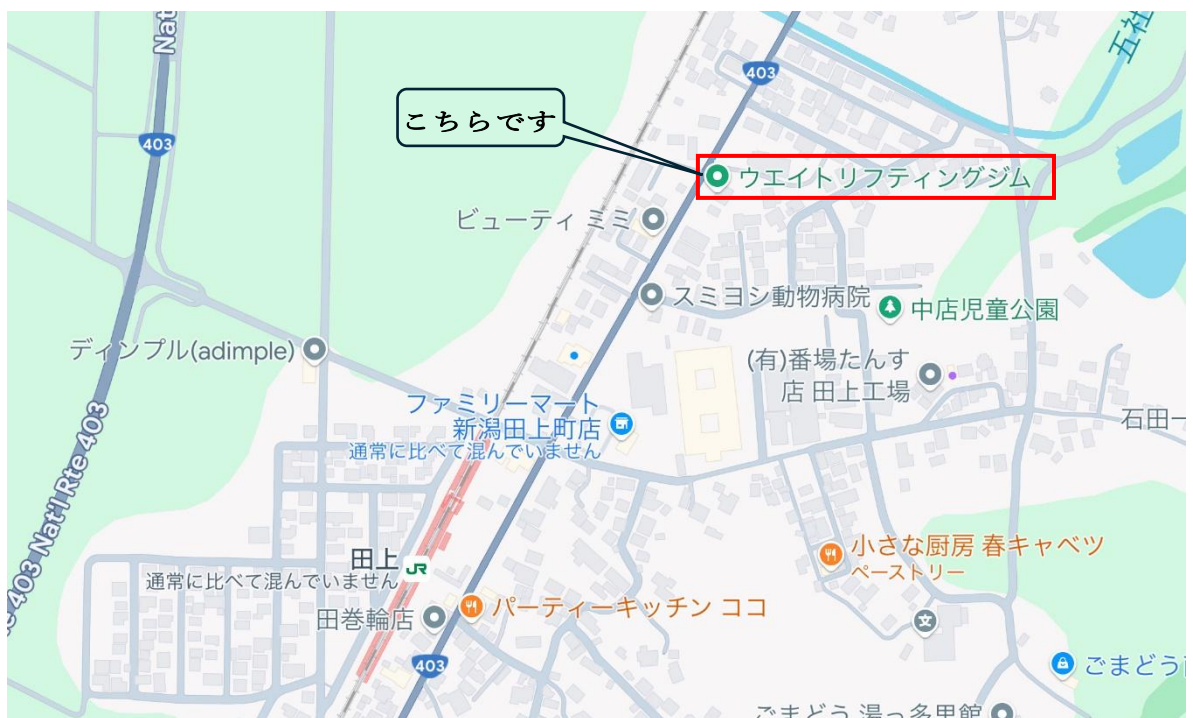 Nat
403
五社
403
こちらです
ウエイトリフティングジム
ビューティ ミミ
スミヨシ動物病院
中店児童公園
ディンプル(adimple)
(有)番場たんす
店 田上工場
ファミリーマート
新潟田上町店
通常に比べて混んでいません
石田一
403 Nat'l Rte 403
田上
JR
通常に比べて混んでいません
小さな厨房 春キャベツ
ペーストリー
田巻輪店
パーティーキッチン ココ
文
403
ごまどう
ごまどう 湯っ多里館